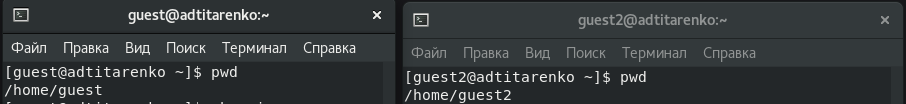 guest@adtitarenko:~ ×
Файл Правка Вид Поиск Терминал Справка
[guest@adtitarenko ~]$ pwd
/home/guest
guest2@adtitarenko:~ ×
Файл Правка Вид Поиск Терминал Справка
[guest2@adtitarenko ~]$ pwd
/home/guest2